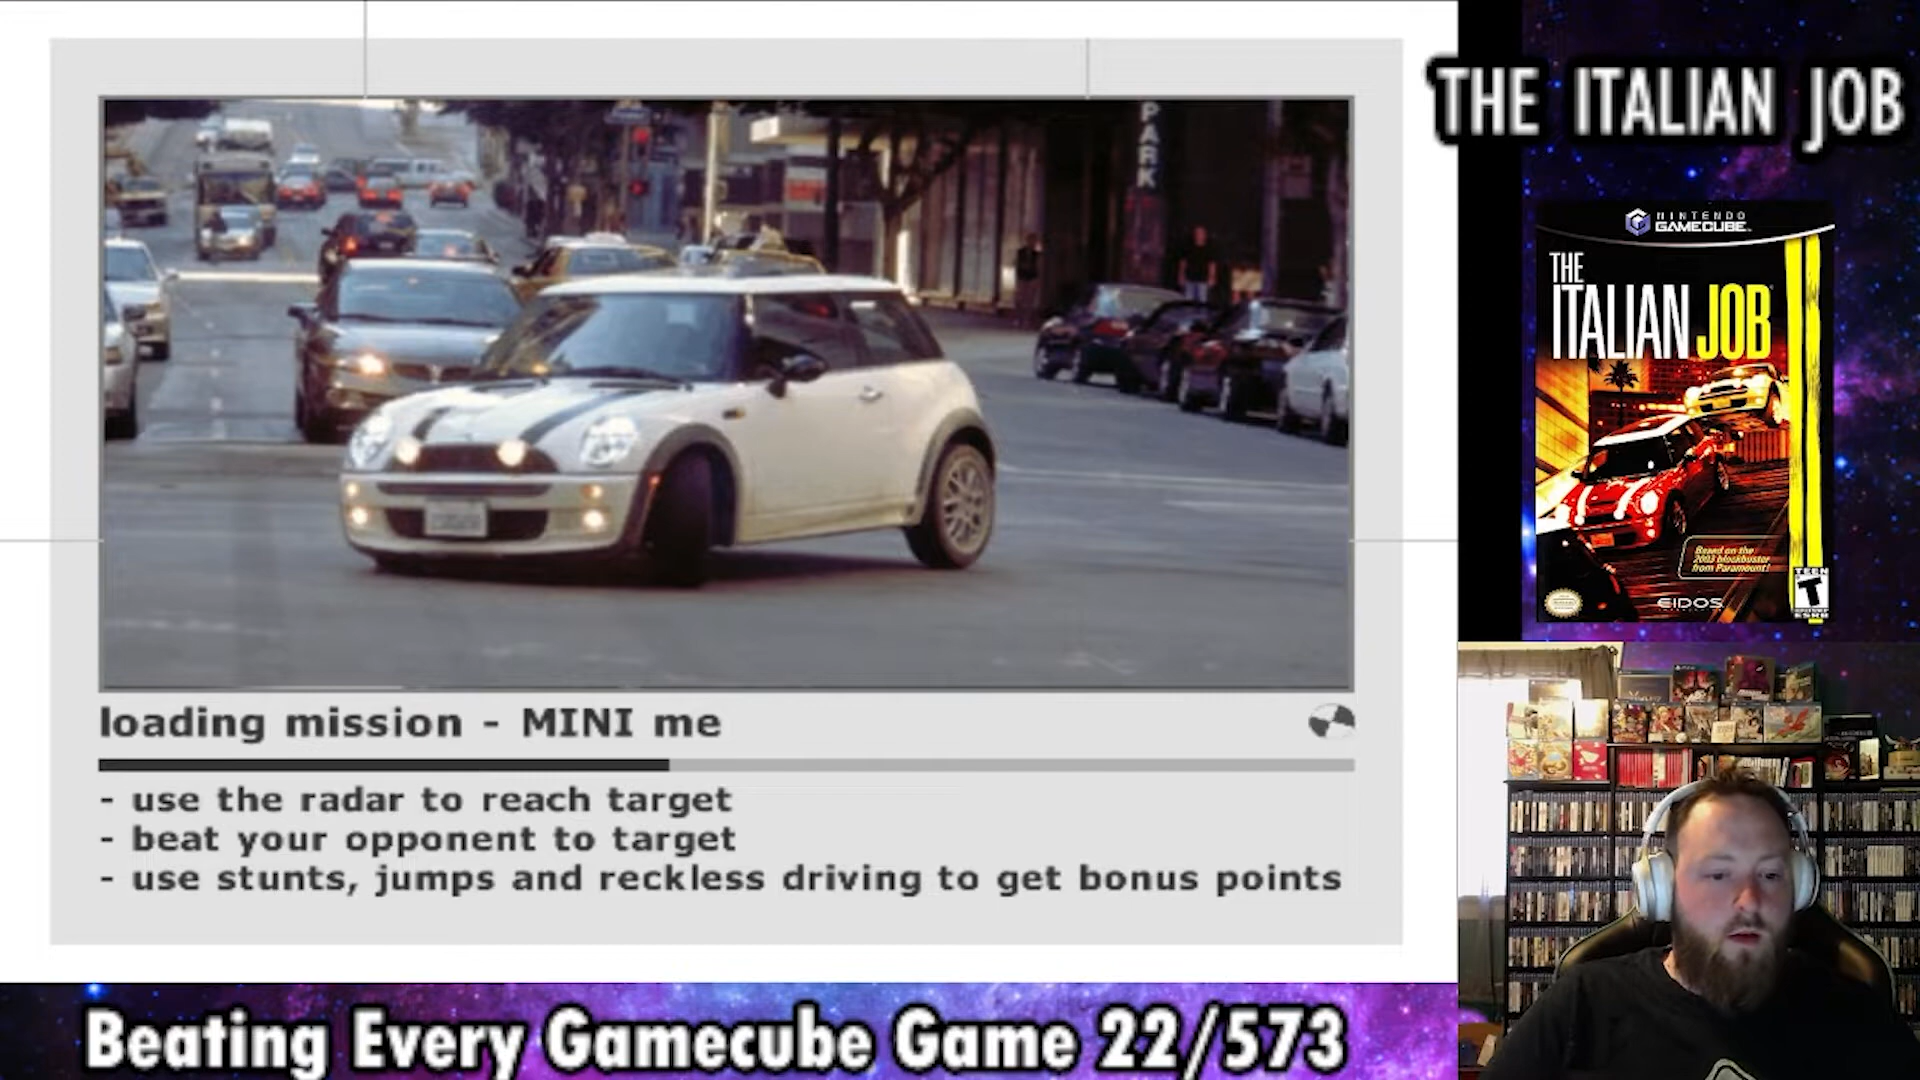 PARK
loading mission - MINI me
- use the radar to reach target
- beat your opponent to target
- use stunts, jumps and reckless driving to get bonus points
THE ITALIAN JOB
NINTENDO
GAMECUBE
THE
ITALIAN JOB
Based on the
2003 blockbuster
from Paramount!
TEEN
T
ESRB
EIDOS
Beating Every Gamecube Game 22/573